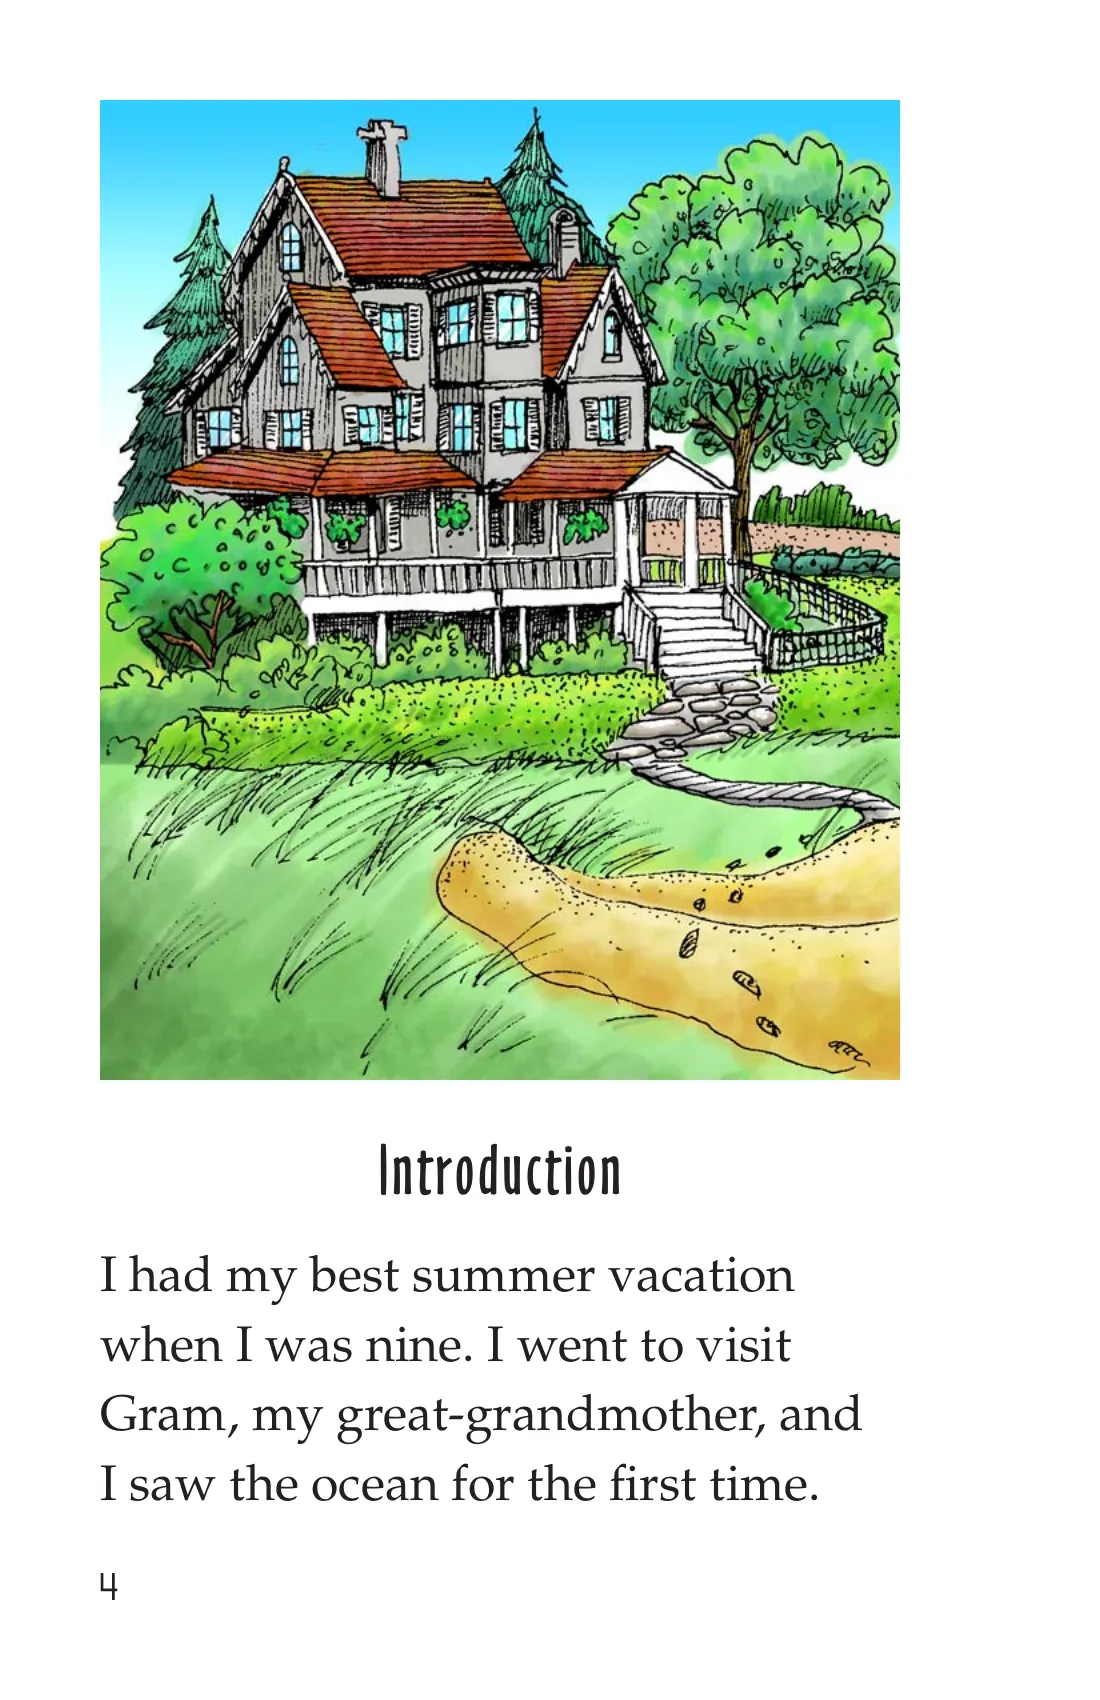 Introduction
I had my best summer vacation
when I was nine. I went to visit
Gram, my great-grandmother, and
I saw the ocean for the first time.
4